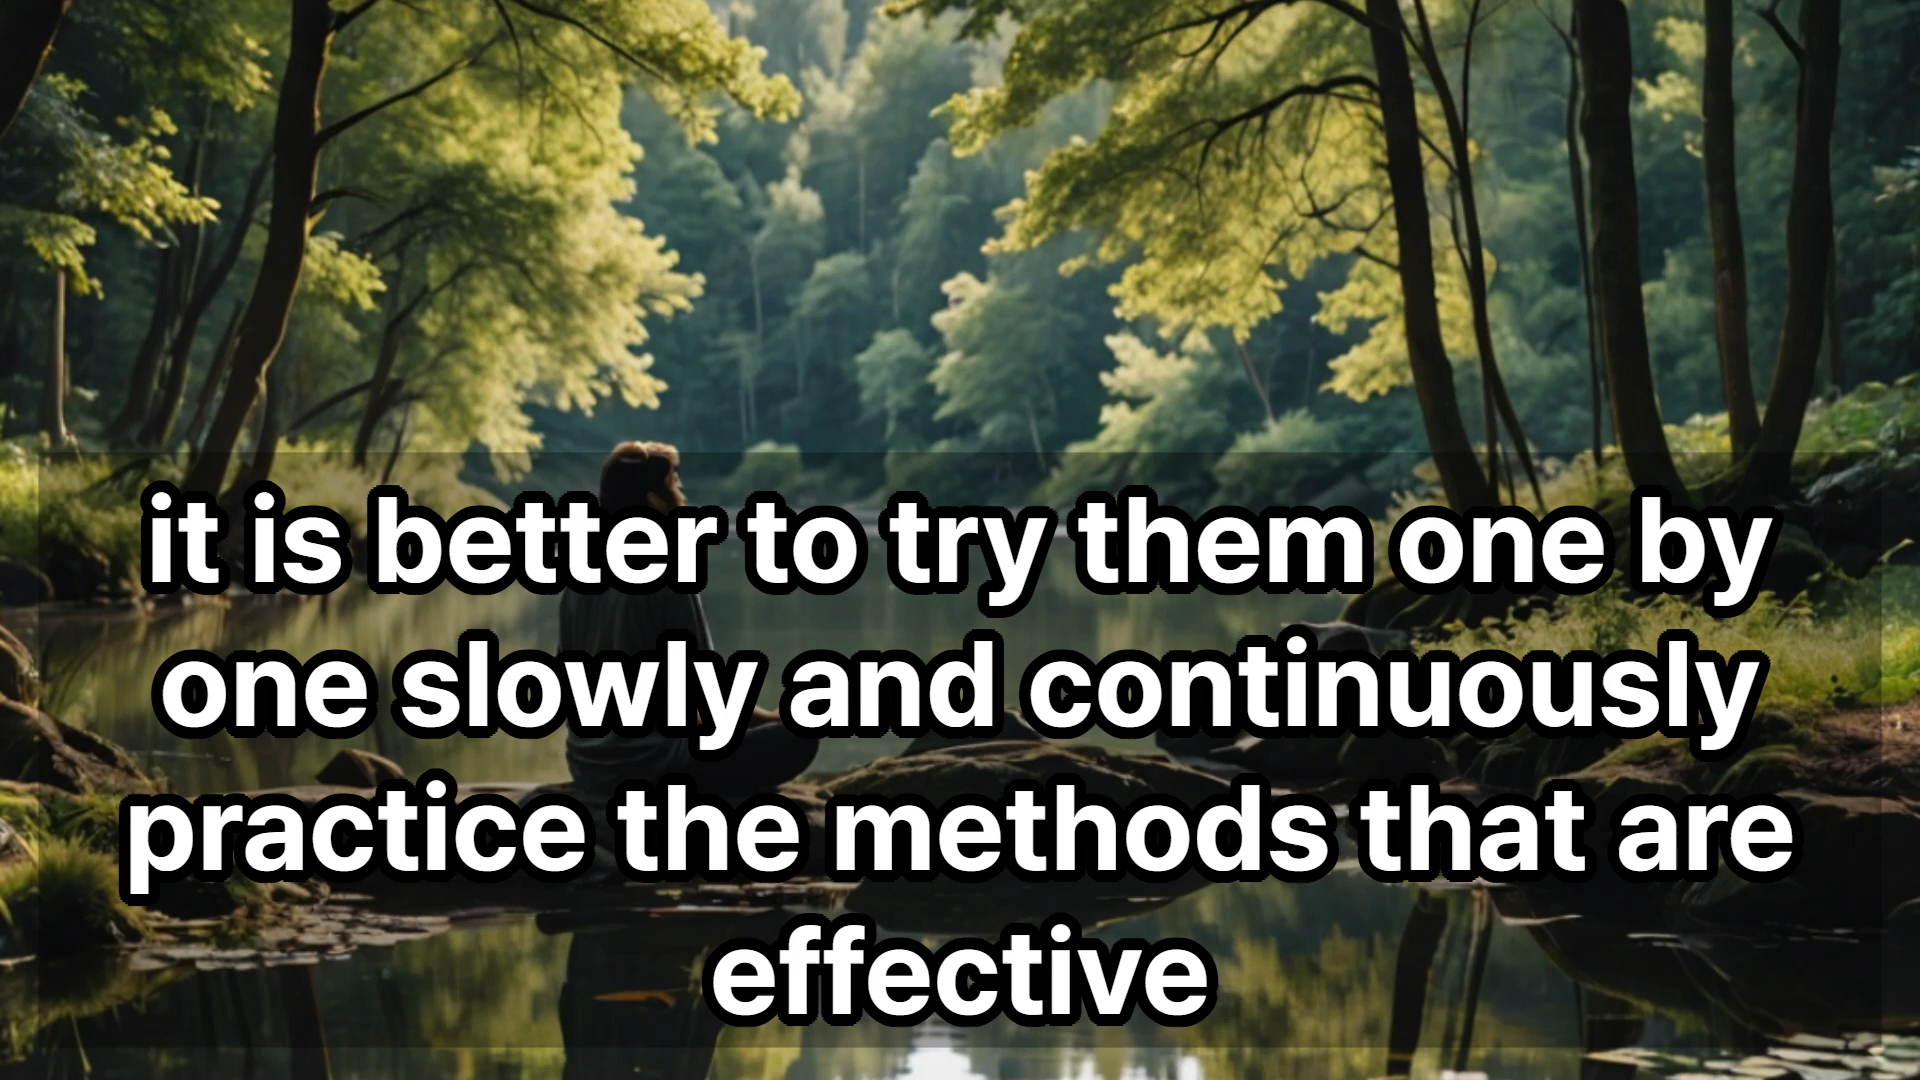 it is better to try them one by
one slowly and continuously
practice the methods that are
effective